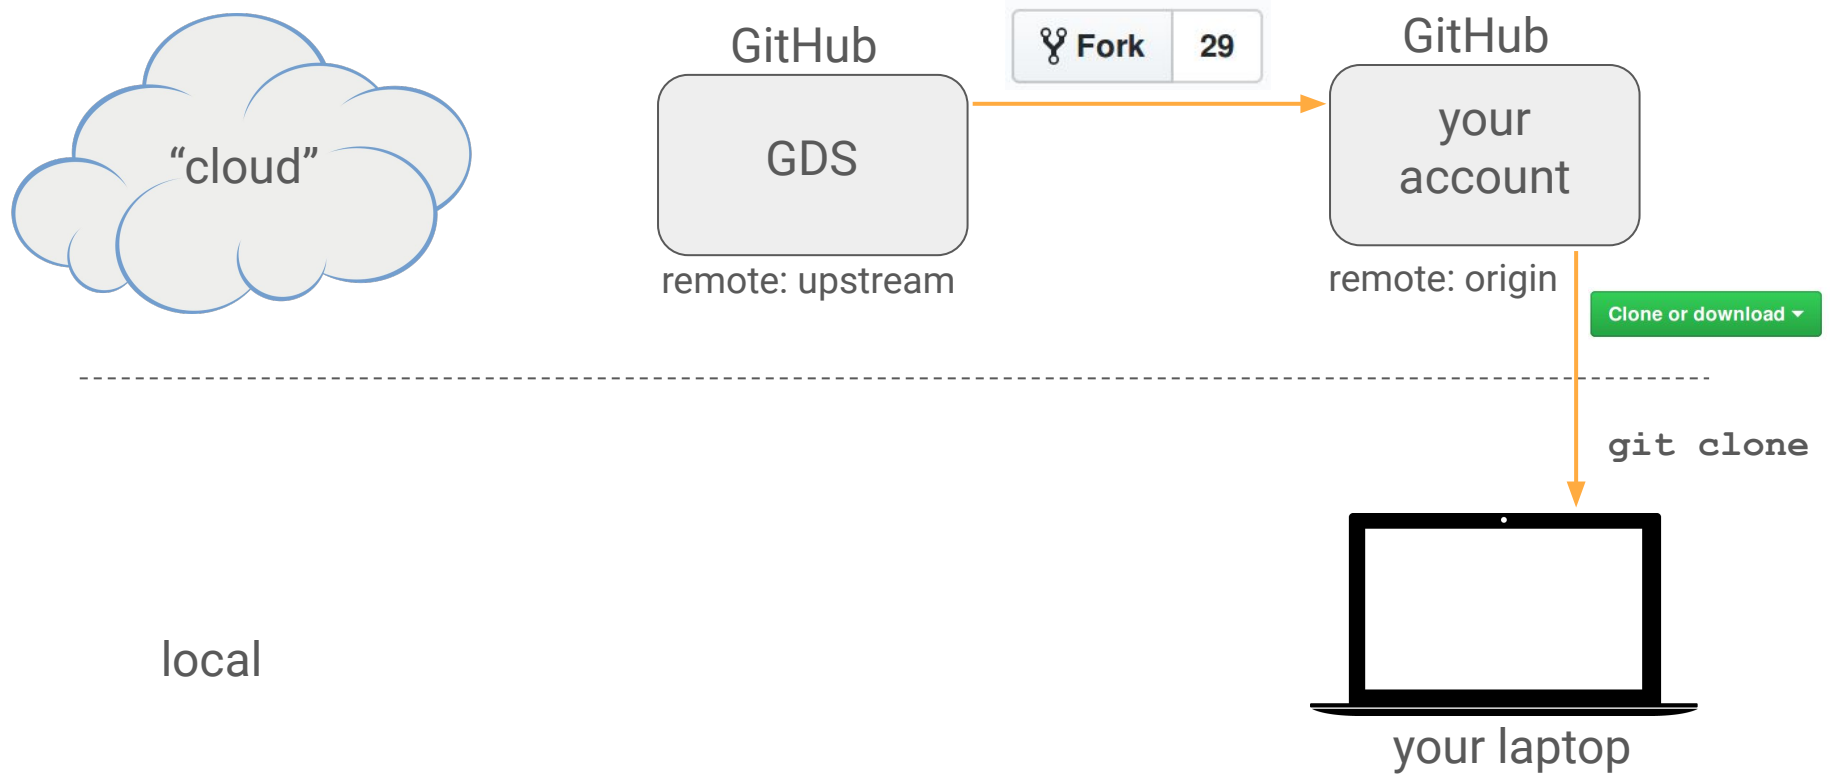 “cloud”
GitHub
GDS
remote: upstream
Fork 29
GitHub
your
account
remote: origin
Clone or download
git clone
local
your laptop